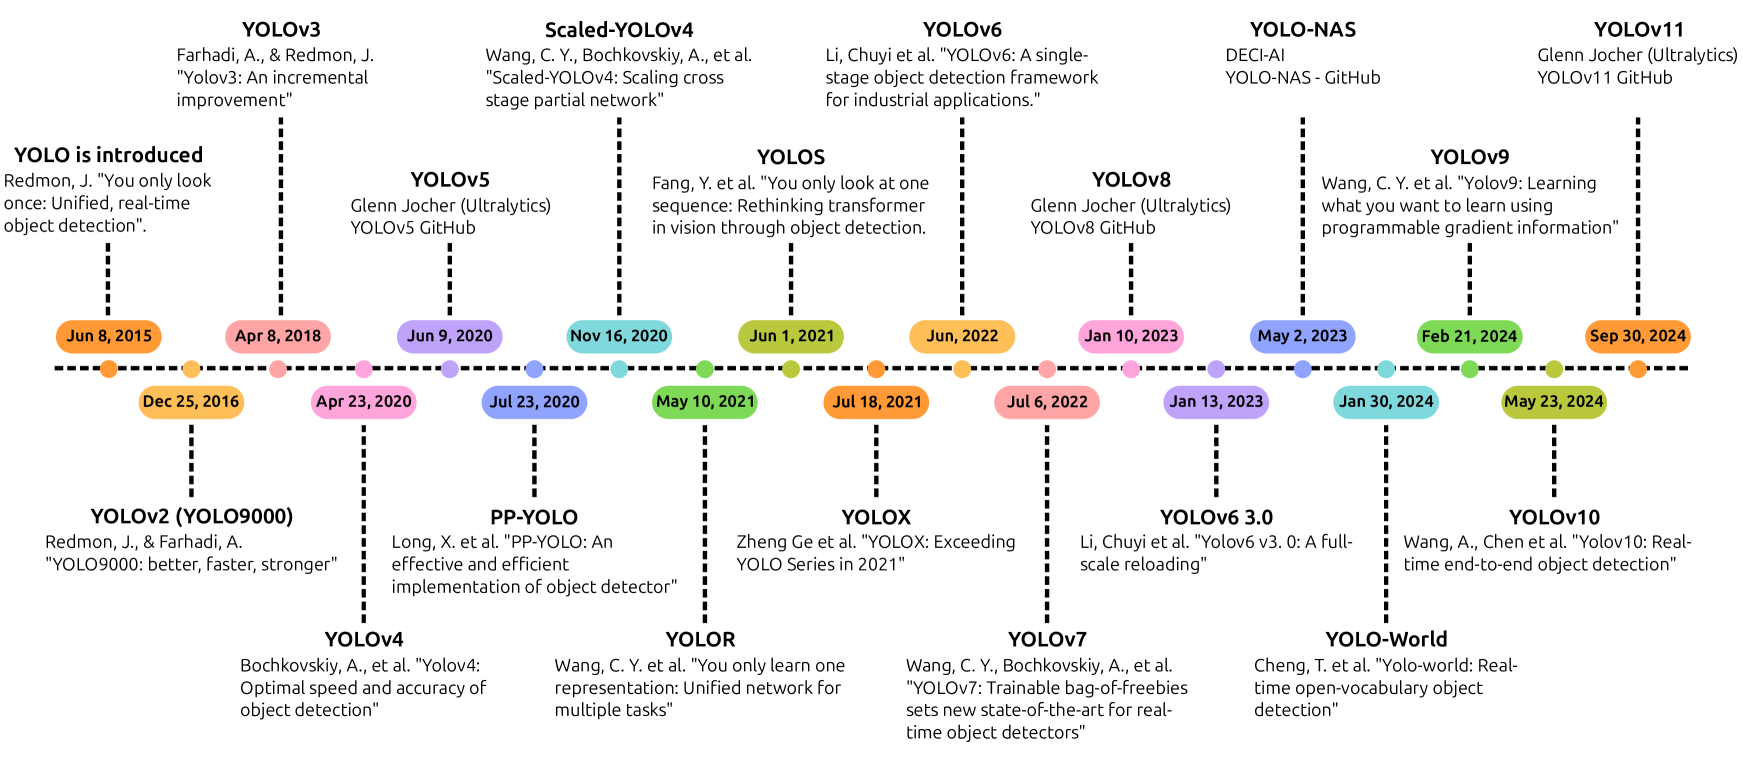 YOLOv3
Farhadi, A., & Redmon, J.
"Yolov3: An incremental
improvement"
Scaled-YOLOv4
Wang, C. Y., Bochkovskiy, A., et al.
"Scaled-YOLOv4: Scaling cross
stage partial network"
YOLOv6
Li, Chuyi et al. "YOLOv6: A single-
stage object detection framework
for industrial applications."
YOLO-NAS
DECI-AI
YOLO-NAS - GitHub
YOLOv11
Glenn Jocher (Ultralytics)
YOLOv11 GitHub
YOLO is introduced
Redmon, J. "You only look
once: Unified, real-time
object detection".
YOLOv5
Glenn Jocher (Ultralytics)
YOLOv5 GitHub
YOLOS
Fang, Y. et al. "You only look at one
sequence: Rethinking transformer
in vision through object detection.
YOLOv8
Glenn Jocher (Ultralytics)
YOLOv8 GitHub
YOLOv9
Wang, C. Y. et al. "Yolov9: Learning
what you want to learn using
programmable gradient information"
Jun 8, 2015
Apr 8, 2018
Jun 9, 2020
Nov 16, 2020
Jun 1, 2021
Jun, 2022
Jan 10, 2023
May 2, 2023
Feb 21, 2024
Sep 30, 2024
Dec 25, 2016
Apr 23, 2020
Jul 23, 2020
May 10, 2021
Jul 18, 2021
Jul 6, 2022
Jan 13, 2023
Jan 30, 2024
May 23, 2024
YOLOv2 (YOLO9000)
Redmon, J., & Farhadi, A.
"YOLO9000: better, faster, stronger"
PP-YOLO
Long, X. et al. "PP-YOLO: An
effective and efficient
implementation of object detector"
YOLOX
Zheng Ge et al. "YOLOX: Exceeding
YOLO Series in 2021"
YOLOv6 3.0
Li, Chuyi et al. "Yolov6 v3. 0: A full-
scale reloading"
YOLOv10
Wang, A., Chen et al. "Yolov10: Real-
time end-to-end object detection"
YOLOv4
Bochkovskiy, A., et al. "Yolov4:
Optimal speed and accuracy of
object detection"
YOLOR
Wang, C. Y. et al. "You only learn one
representation: Unified network for
multiple tasks"
YOLOv7
Wang, C. Y., Bochkovskiy, A., et al.
"YOLOv7: Trainable bag-of-freebies
sets new state-of-the-art for real-
time object detectors"
YOLO-World
Cheng, T. et al. "Yolo-world: Real-
time open-vocabulary object
detection"